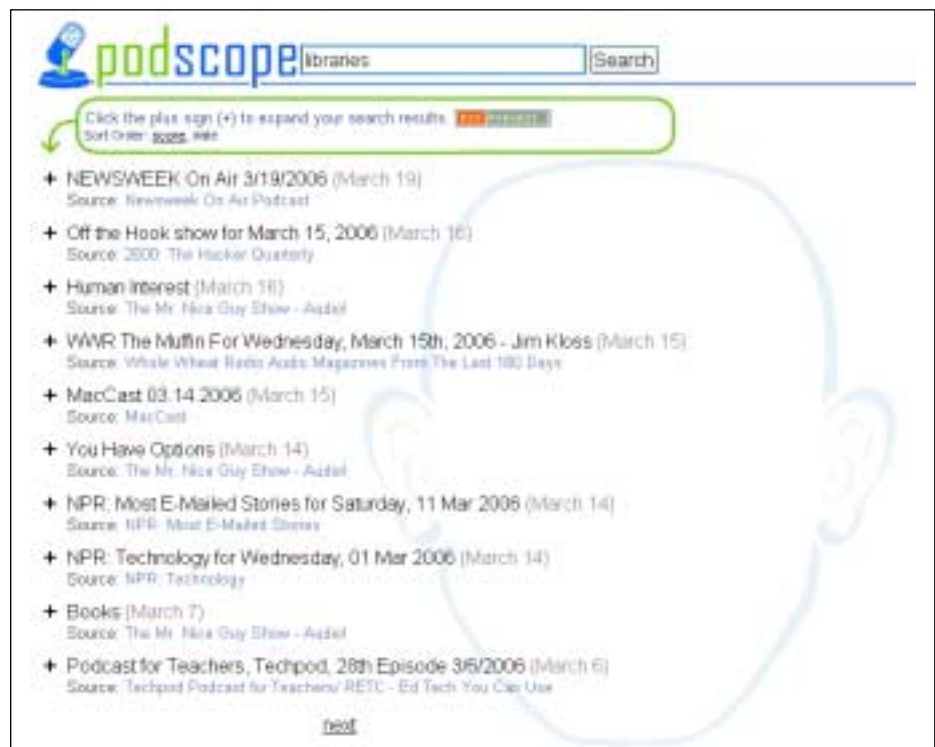 podscope libraries Search
Click the plus sign (+) to expand your search results
Sort Order: score, date
+ NEWSWEEK On Air 3/19/2006 (March 19)
Source: Newsweek On Air Podcast
+ Off the Hook show for March 15, 2006 (March 16)
Source: 2600: The Hacker Quarterly
+ Human Interest (March 16)
Source: The Mr. Nice Guy Show - Audio!
+ WWR The Muffin For Wednesday, March 15th, 2006 - Jim Kloss (March 15)
Source: Whole Wheat Radio Audio Magazines From The Last 180 Days
+ MacCast 03.14.2006 (March 15)
Source: MacCast
+ You Have Options (March 14)
Source: The Mr. Nice Guy Show - Audio!
+ NPR: Most E-Mailed Stories for Saturday, 11 Mar 2006 (March 14)
Source: NPR: Most E-Mailed Stories
+ NPR: Technology for Wednesday, 01 Mar 2006 (March 14)
Source: NPR: Technology
+ Books (March 7)
Source: The Mr. Nice Guy Show - Audio!
+ Podcast for Teachers, Techpod, 28th Episode 3/6/2006 (March 6)
Source: Techpod Podcast for Teachers/ RETC - Ed Tech You Can Use
next